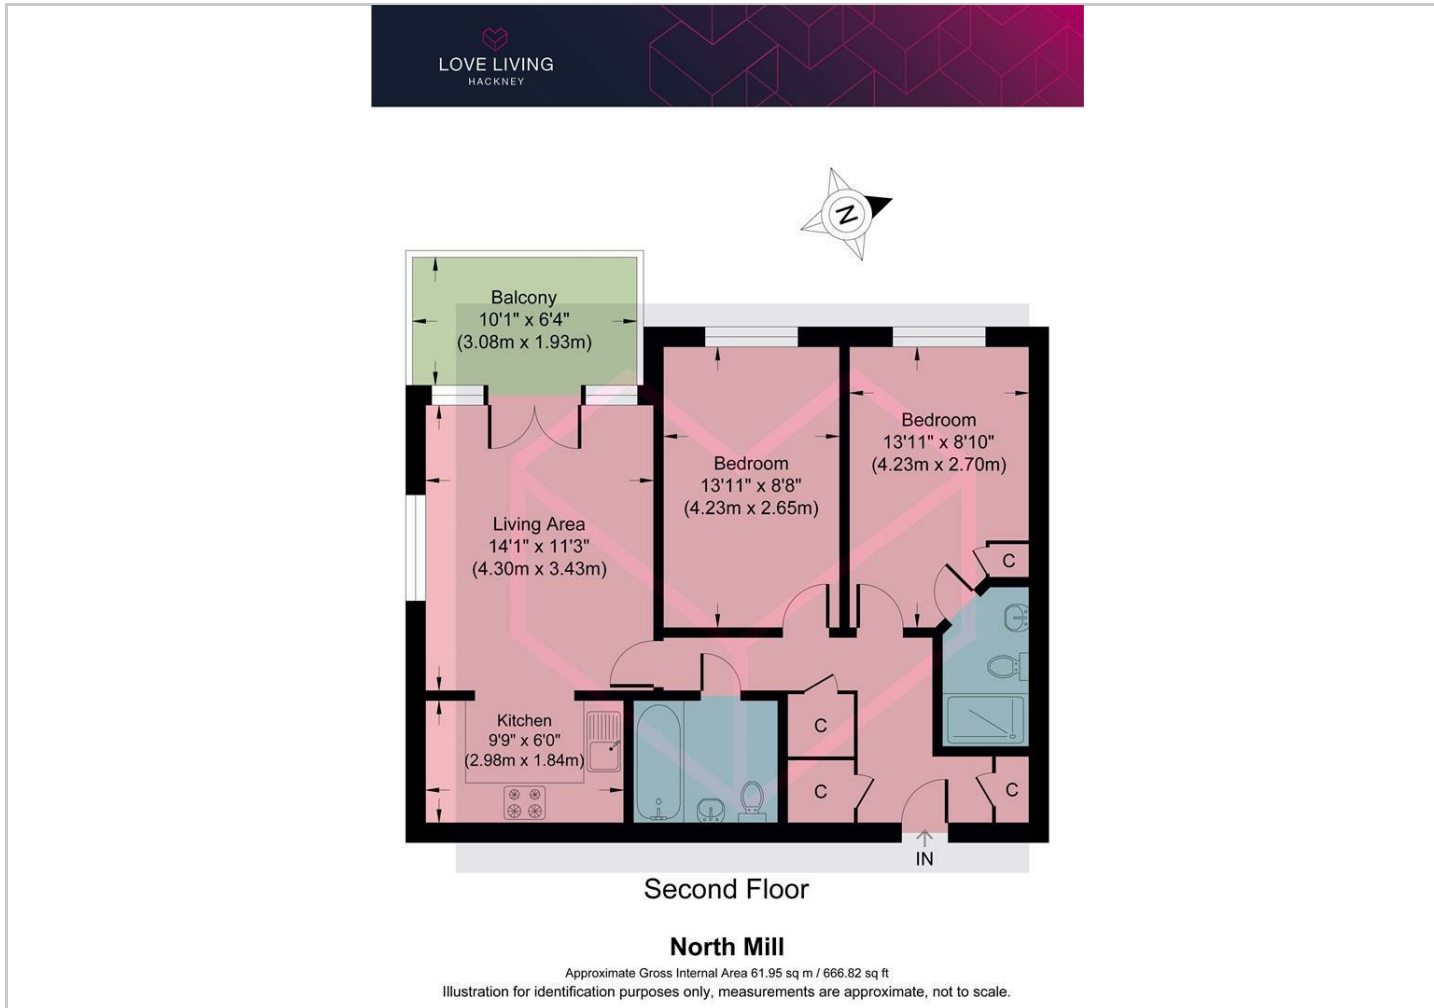 LOVE LIVING
HACKNEY
N
Balcony
10'1" x 6'4"
(3.08m x 1.93m)
Bedroom
13'11" x 8'10"
(4.23m x 2.70m)
Bedroom
13'11" x 8'8"
(4.23m x 2.65m)
Living Area
14'1" x 11'3"
(4.30m x 3.43m)
C
Kitchen
9'9" x 6'0"
(2.98m x 1.84m)
C
C
C
IN
Second Floor
North Mill
Approximate Gross Internal Area 61.95 sq m / 666.82 sq ft
Illustration for identification purposes only, measurements are approximate, not to scale.